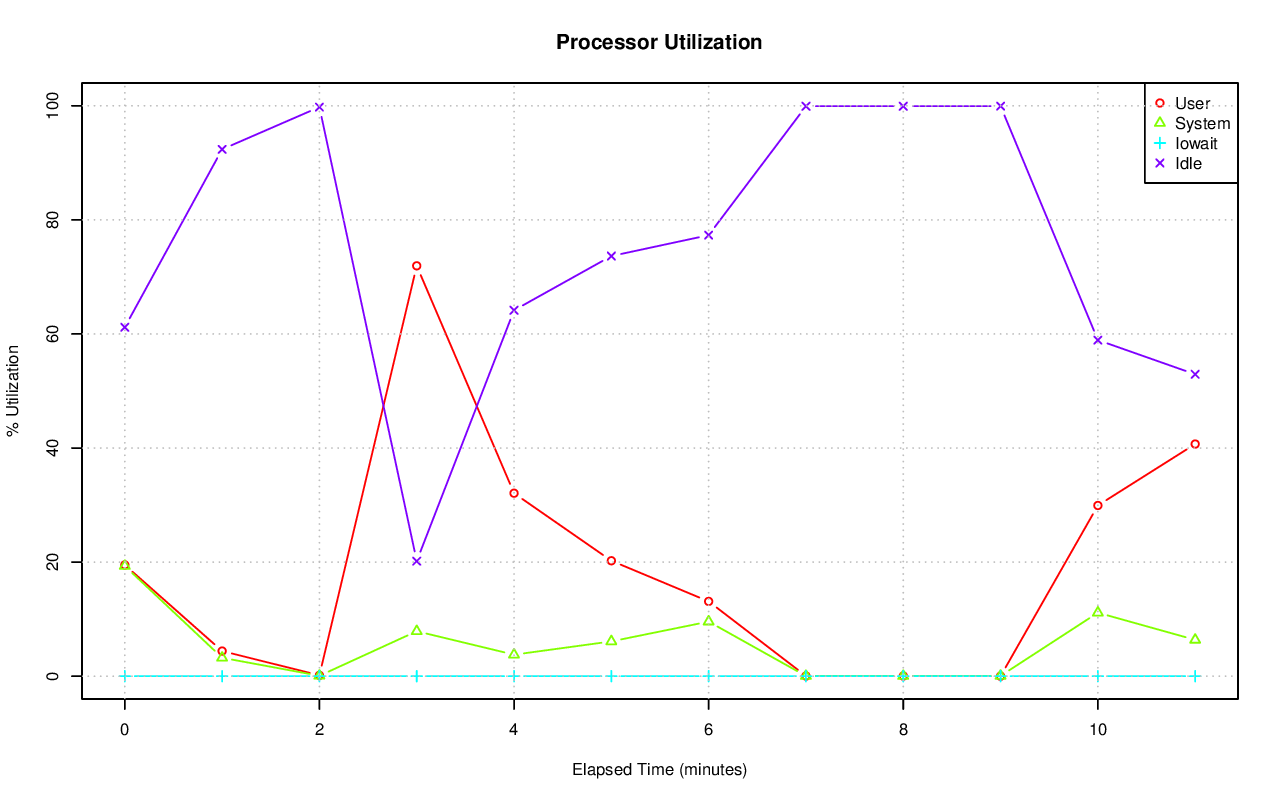 Processor Utilization
User
System
Iowait
Idle
100
80
60
40
20
0
% Utilization
0 2 4 6 8 10
Elapsed Time (minutes)